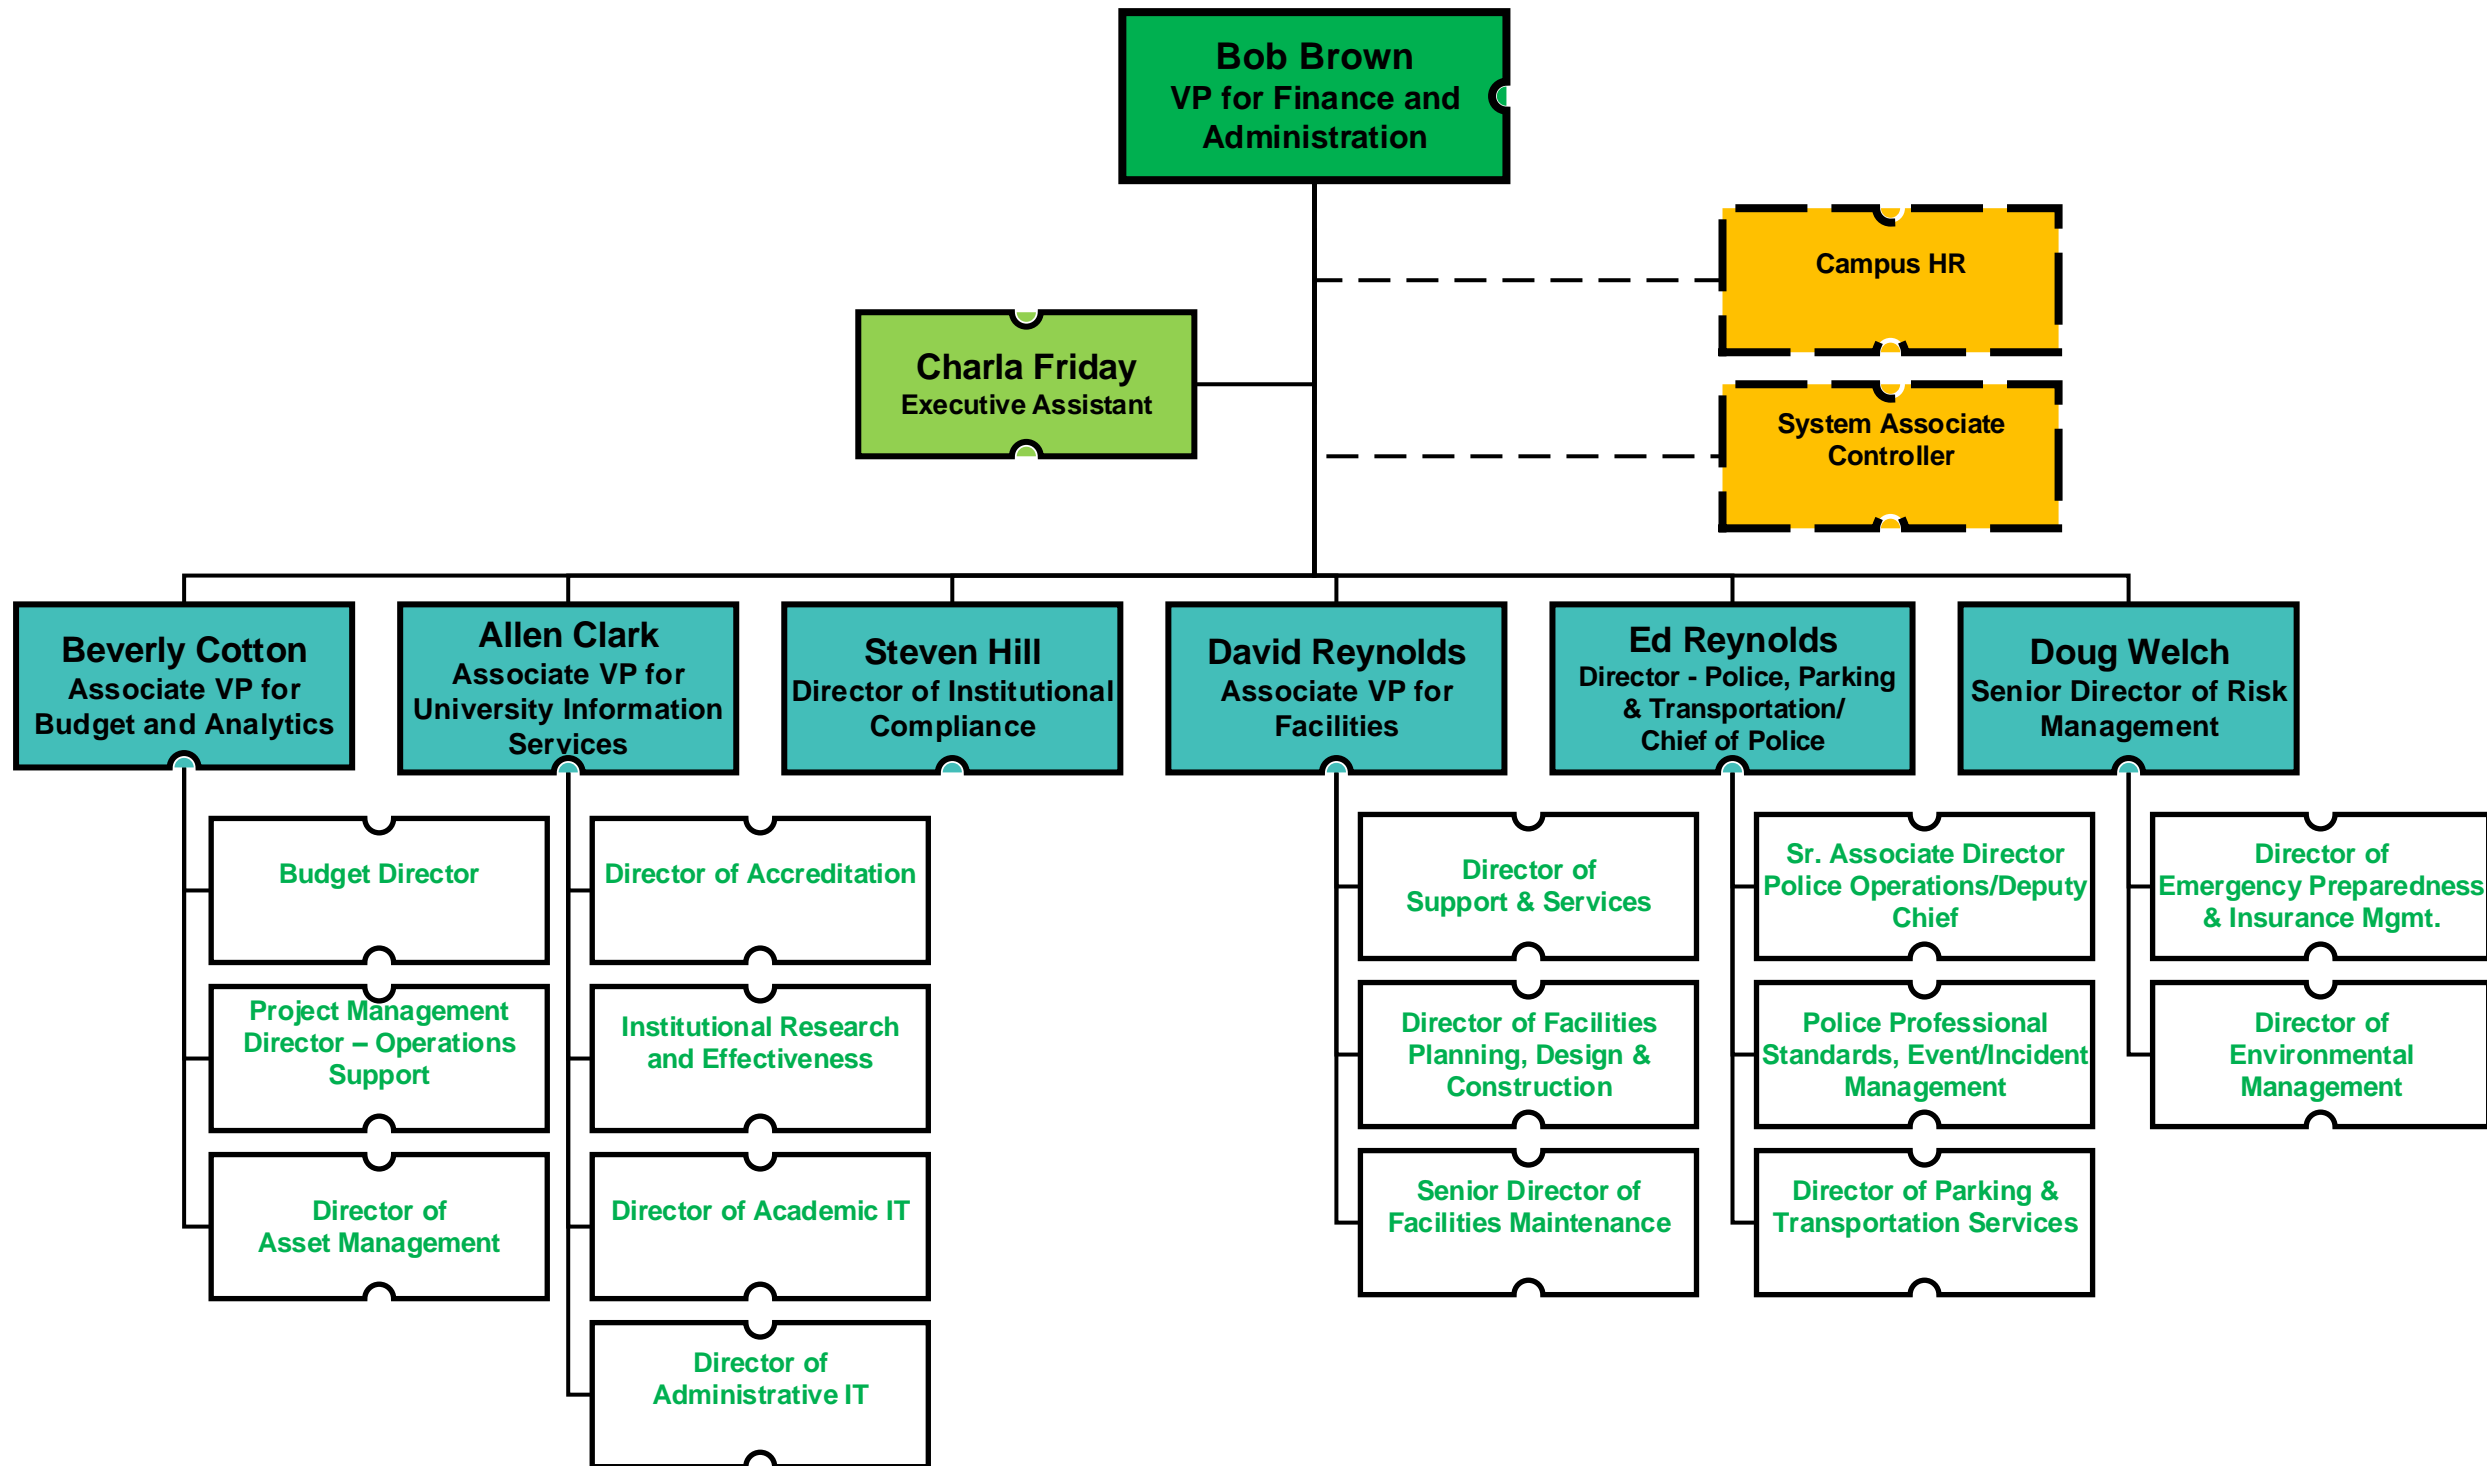 Bob Brown
VP for Finance and
Administration
Campus HR
Charla Friday
Executive Assistant
System Associate
Controller
Beverly Cotton
Associate VP for
Budget and Analytics
Allen Clark
Associate VP for
University Information
Services
Steven Hill
Director of Institutional
Compliance
David Reynolds
Associate VP for
Facilities
Ed Reynolds
Director - Police, Parking
& Transportation/
Chief of Police
Doug Welch
Senior Director of Risk
Management
Budget Director
Project Management
Director – Operations
Support
Director of
Asset Management
Director of Accreditation
Institutional Research
and Effectiveness
Director of Academic IT
Director of
Administrative IT
Director of
Support & Services
Director of Facilities
Planning, Design &
Construction
Senior Director of
Facilities Maintenance
Sr. Associate Director
Police Operations/Deputy
Chief
Police Professional
Standards, Event/Incident
Management
Director of Parking &
Transportation Services
Director of
Emergency Preparedness
& Insurance Mgmt.
Director of
Environmental
Management